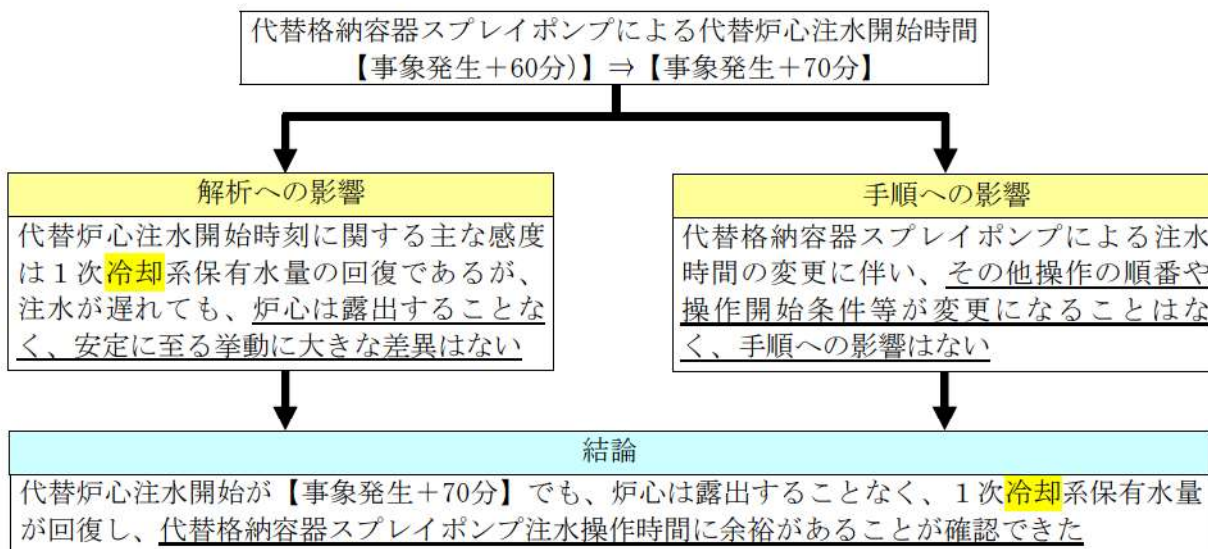 代替格納容器スプレイポンプによる代替炉心注水開始時間
【事象発生+60分)】⇒【事象発生+70分】
解析への影響
代替炉心注水開始時刻に関する主な感度
は1次冷却系保有水量の回復であるが、
注水が遅れても、炉心は露出することな
く、安定に至る挙動に大きな差異はない
手順への影響
代替格納容器スプレイポンプによる注水
時間の変更に伴い、その他操作の順番や
操作開始条件等が変更になることはな
く、手順への影響はない
結論
代替炉心注水開始が【事象発生+70分】でも、炉心は露出することなく、1次冷却系保有水量
が回復し、代替格納容器スプレイポンプ注水操作時間に余裕があることが確認できた